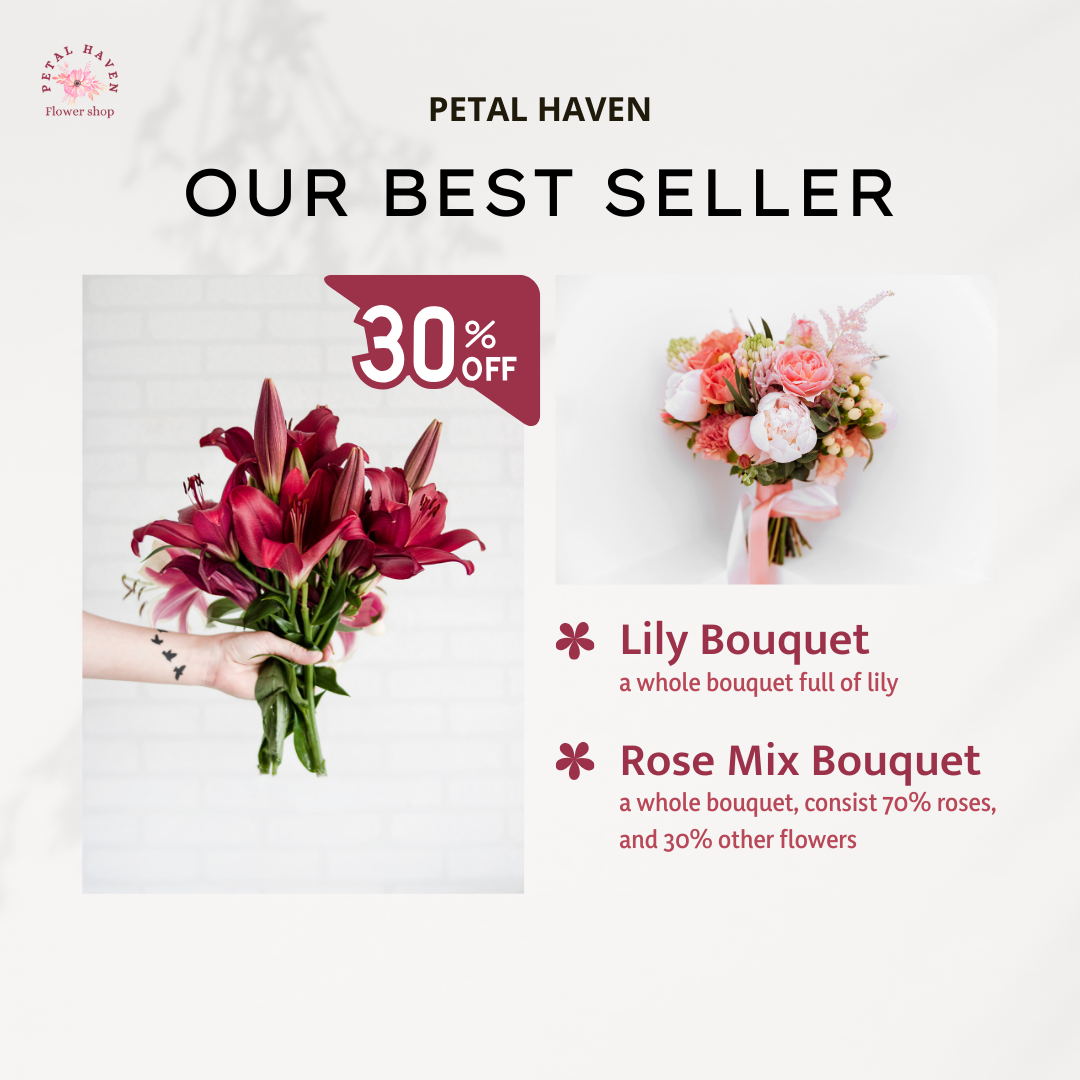 PETAL HAVEN
Flower shop
PETAL HAVEN
OUR BEST SELLER
30%
OFF
Lily Bouquet
a whole bouquet full of lily
Rose Mix Bouquet
a whole bouquet, consist 70% roses,
and 30% other flowers